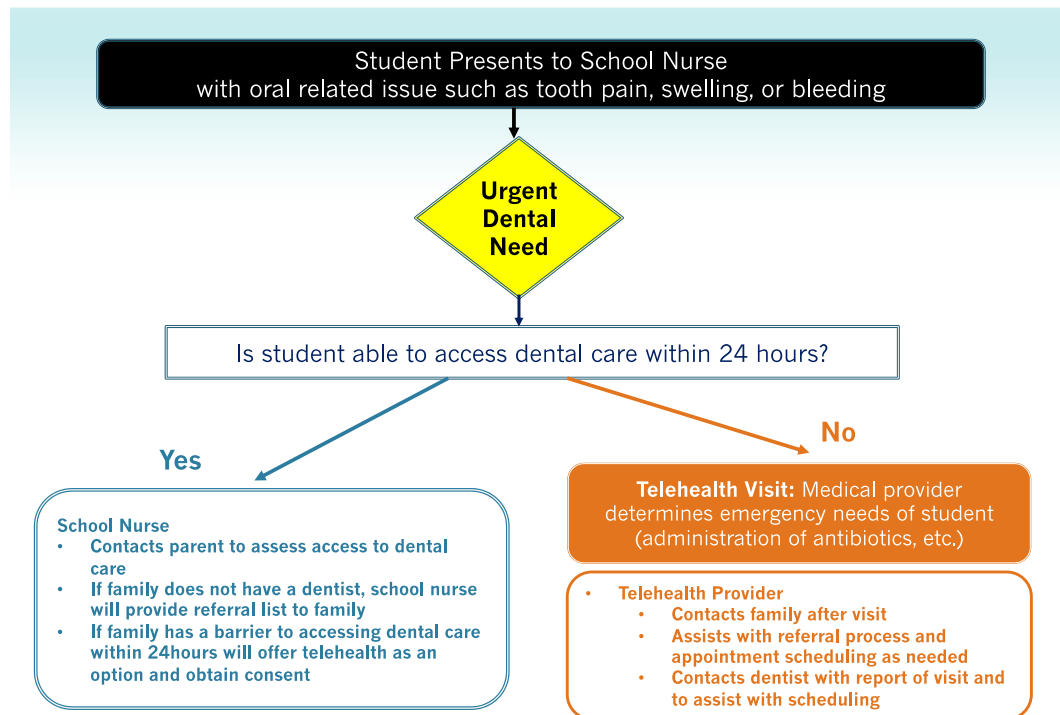 Student Presents to School Nurse
with oral related issue such as tooth pain, swelling, or bleeding
Urgent
Dental
Need
Is student able to access dental care within 24 hours?
Yes
No
School Nurse
• Contacts parent to assess access to dental
care
• If family does not have a dentist, school nurse
will provide referral list to family
• If family has a barrier to accessing dental care
within 24hours will offer telehealth as an
option and obtain consent
Telehealth Visit: Medical provider
determines emergency needs of student
(administration of antibiotics, etc.)
• Telehealth Provider
• Contacts family after visit
• Assists with referral process and
appointment scheduling as needed
• Contacts dentist with report of visit and
to assist with scheduling